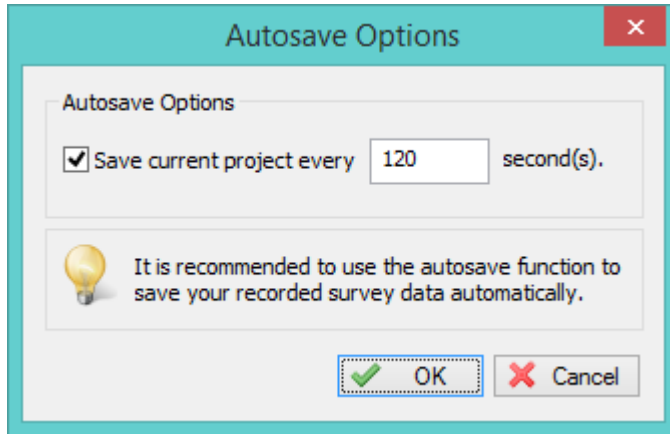 Autosave Options
Autosave Options
Save current project every 120 second(s).
It is recommended to use the autosave function to
save your recorded survey data automatically.
OK Cancel